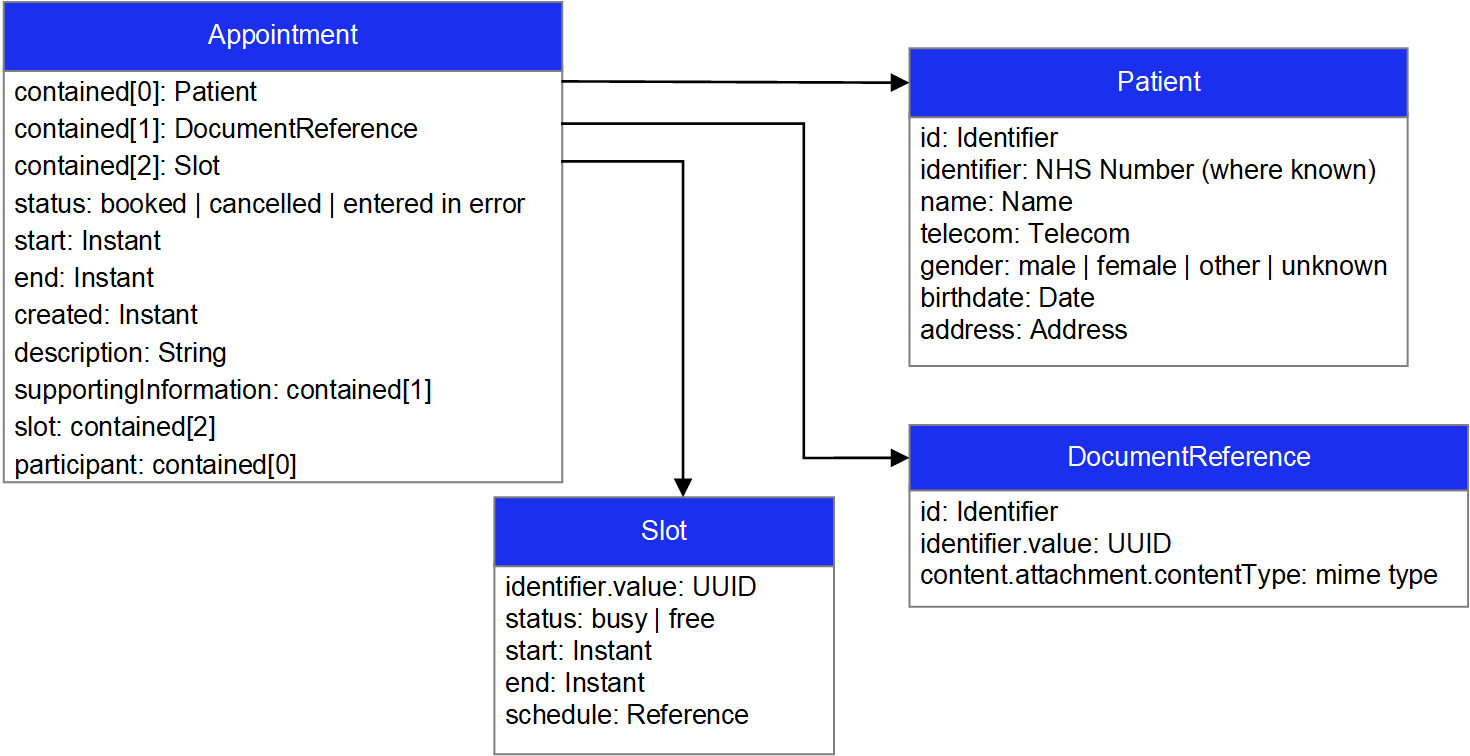 Appointment
contained[0]: Patient
contained[1]: DocumentReference
contained[2]: Slot
status: booked | cancelled | entered in error
start: Instant
end: Instant
created: Instant
description: String
supportingInformation: contained[1]
slot: contained[2]
participant: contained[0]
Patient
id: Identifier
identifier: NHS Number (where known)
name: Name
telecom: Telecom
gender: male | female | other | unknown
birthdate: Date
address: Address
DocumentReference
id: Identifier
identifier.value: UUID
content.attachment.contentType: mime type
Slot
identifier.value: UUID
status: busy | free
start: Instant
end: Instant
schedule: Reference